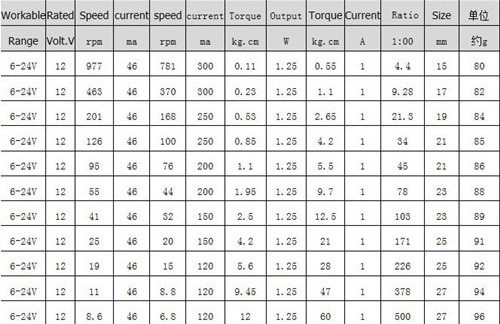 Workable Rated Speed current speed current Torque Output Torque Current Ratio Size 单位
Range Volt.V rpm ma rpm ma kg.cm W kg.cm A 1:00 mm 约g
6-24V 12 977 46 781 300 0.11 1.25 0.55 1 4.4 15 80
6-24V 12 463 46 370 300 0.23 1.25 1.1 1 9.28 17 82
6-24V 12 201 46 168 250 0.53 1.25 2.65 1 21.3 19 84
6-24V 12 126 46 100 250 0.85 1.25 4.2 1 34 21 85
6-24V 12 95 46 76 200 1.1 1.25 5.5 1 45 21 86
6-24V 12 55 46 44 200 1.95 1.25 9.7 1 78 23 88
6-24V 12 41 46 32 150 2.5 1.25 12.5 1 103 23 89
6-24V 12 25 46 20 150 4.2 1.25 21 1 171 25 91
6-24V 12 19 46 15 120 5.6 1.25 28 1 226 25 92
6-24V 12 11 46 8.8 120 9.45 1.25 47 1 378 27 94
6-24V 12 8.6 46 6.8 120 12 1.25 60 1 500 27 96